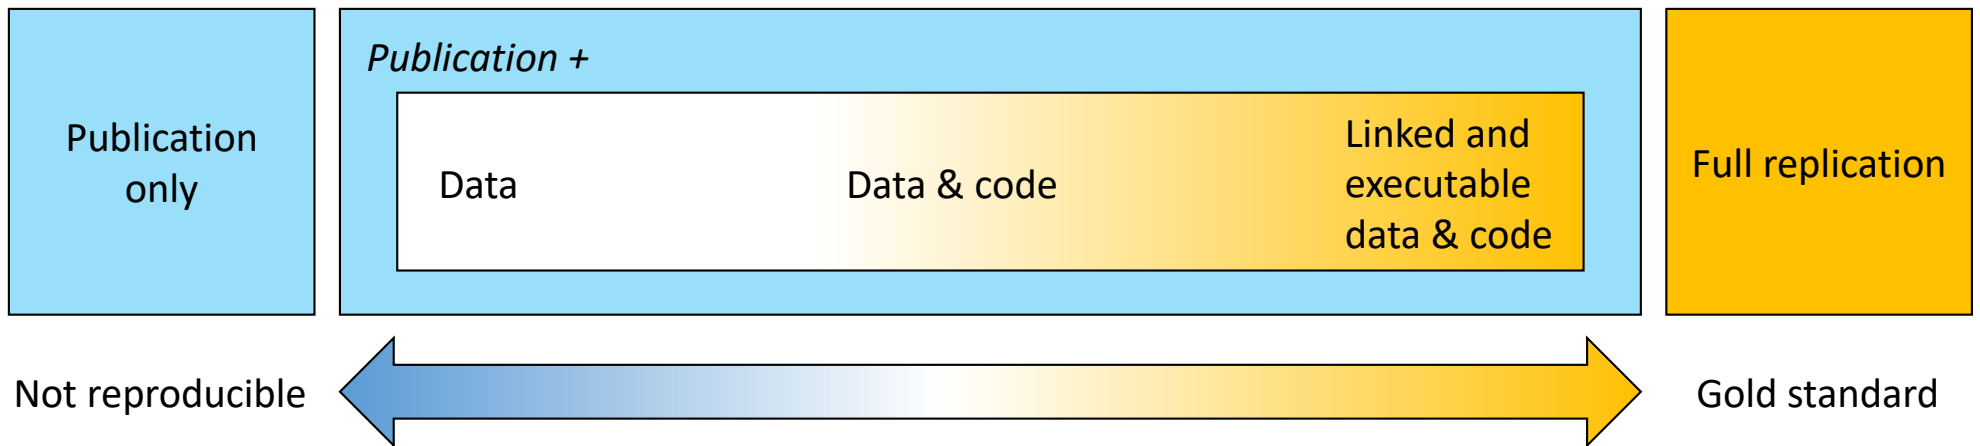 Publication
only
Publication +
Data
Data & code
Linked and
executable
data & code
Full replication
Not reproducible
Gold standard